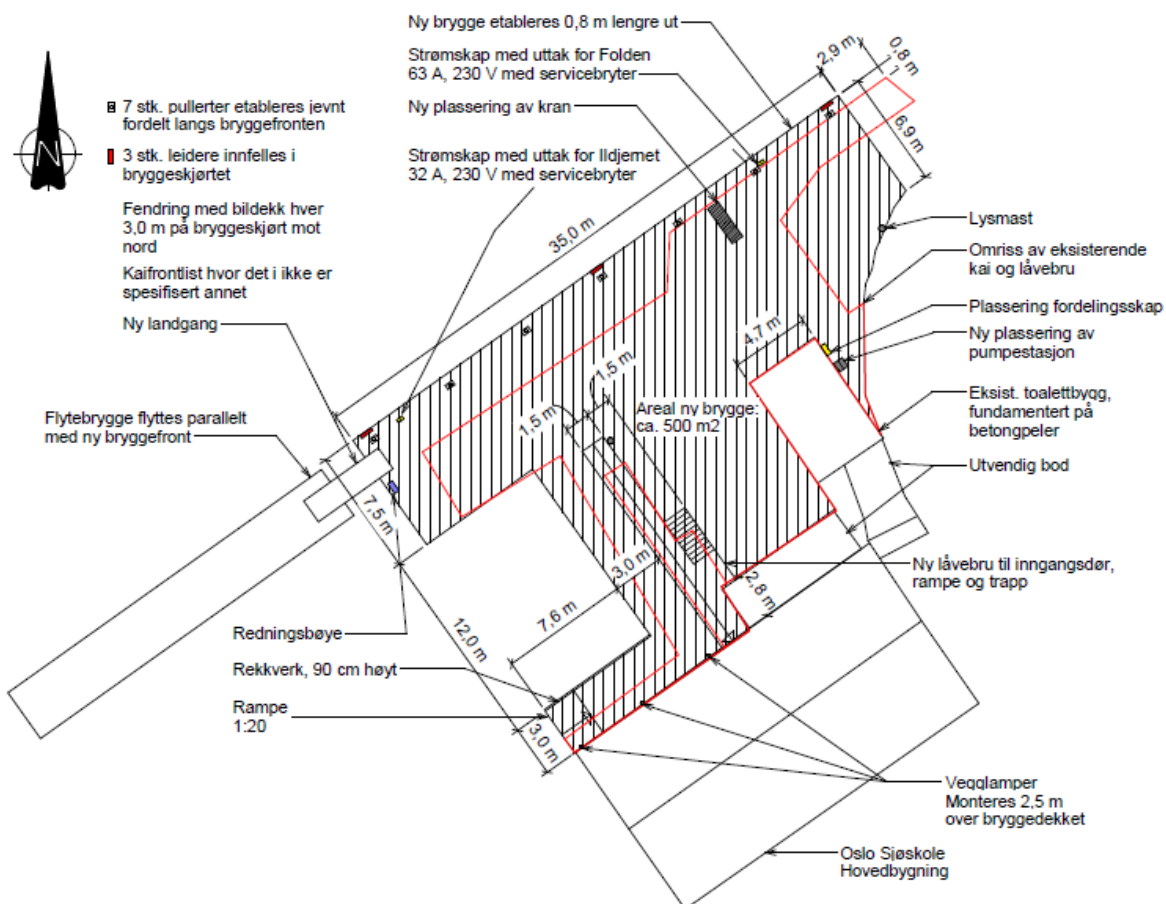 Ny brygge etableres 0,8 m lengre ut
Strømskap med uttak for Folden
63 A, 230 V med servicebryter
Ny plassering av kran
Strømskap med uttak for Ildjernet
32 A, 230 V med servicebryter
N
7 stk. pullerter etableres jevnt
fordelt langs bryggefronten
3 stk. leidere innfelles i
bryggeskjørtet
Fendring med bildekk hver
3,0 m på bryggeskjørt mot
nord
Kaifrontlist hvor det i ikke er
spesifisert annet
Ny landgang
Flytebrygge flyttes parallelt
med ny bryggefront
2,9 m
0,8 m
6,9 m
35,0 m
Lysmast
Omriss av eksisterende
kai og låvebru
Plassering fordelingsskap
Ny plassering av
pumpestasjon
Eksist. toalettbygg,
fundamentert på
betongpeler
Utvendig bod
4,7 m
1,5 m
1,5 m
Areal ny brygge:
ca. 500 m2
7,5 m
Ny låvebru til inngangsdør,
rampe og trapp
2,8 m
3,0 m
7,6 m
12,0 m
Redningsbøye
Rekkverk, 90 cm høyt
Rampe
1:20
3,0 m
Vegglamper
Monteres 2,5 m
over bryggedekket
Oslo Sjøskole
Hovedbygning